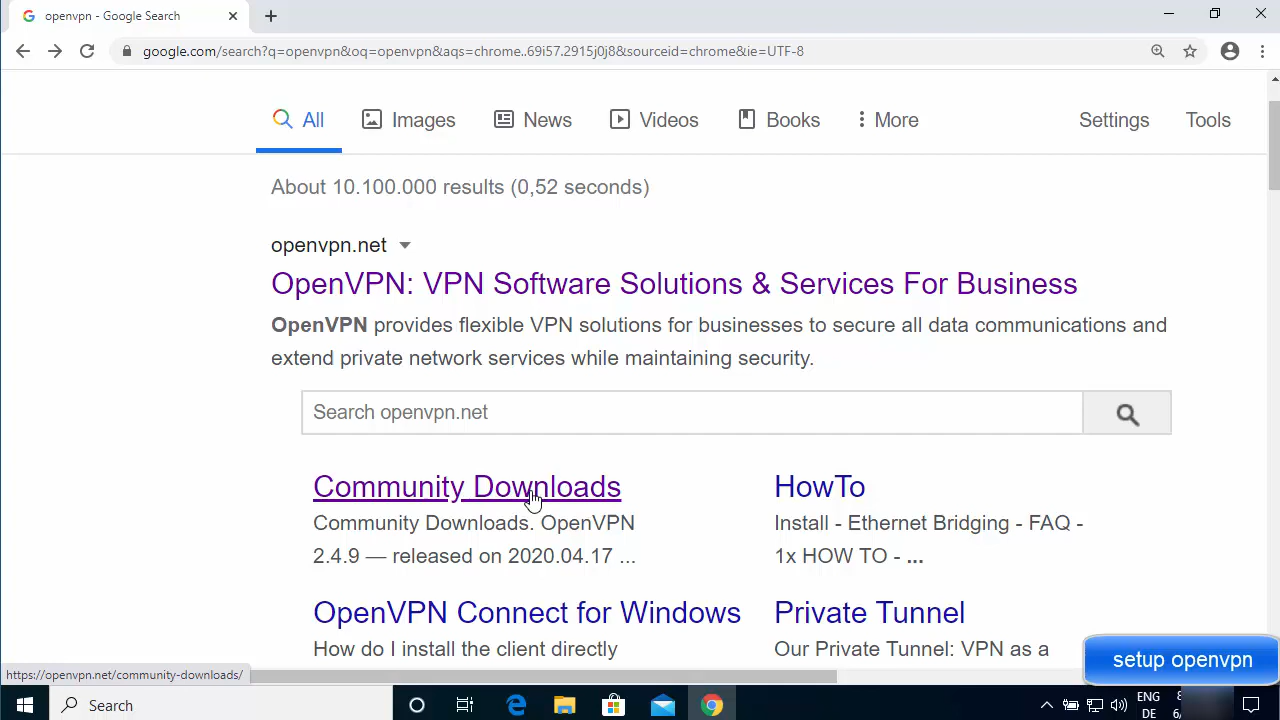 openvpn - Google Search
google.com/search?q=openvpn&oq=openvpn&aqs=chrome..69i57.2915j0j8&sourceid=chrome&ie=UTF-8
All Images News Videos Books More Settings Tools
About 10.100.000 results (0,52 seconds)
openvpn.net
OpenVPN: VPN Software Solutions & Services For Business
OpenVPN provides flexible VPN solutions for businesses to secure all data communications and
extend private network services while maintaining security.
Search openvpn.net
Community Downloads
Community Downloads. OpenVPN
2.4.9 — released on 2020.04.17 ...
HowTo
Install - Ethernet Bridging - FAQ -
1x HOW TO - ...
OpenVPN Connect for Windows
How do I install the client directly
Private Tunnel
Our Private Tunnel: VPN as a
setup openvpn
https://openvpn.net/community-downloads/
Search
ENG
DE